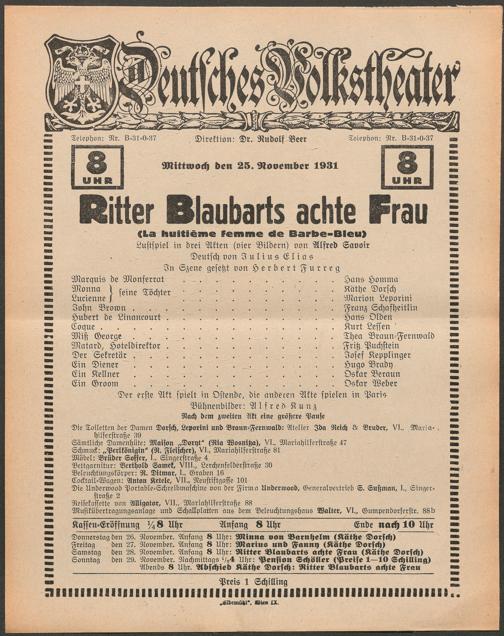 Deutsches Volkstheater
Telephon: Nr. B-31-0-37 Direktion: Dr. Rudolf Beer Telephon: Nr. B-31-0-37
8 UHR Mittwoch den 25. November 1931 8 UHR
Ritter Blaubarts achte Frau
(La huitième femme de Barbe-Bleu)
Lustspiel in drei Akten (vier Bildern) von Alfred Savoir
Deutsch von Julius Elias
In Szene gesetzt von Herbert Furreg
Marquis de Monserrat Hans Homma
Monna } seine Töchter Käthe Dorsch
Lucienne } Marion Leporini
John Brown Franz Schafheitlin
Hubert de Linancourt Hans Olden
Coque Kurt Lessen
Miß George Thea Braun-Fernwald
Matard, Hoteldirektor Fritz Puchstein
Der Sekretär Josef Kepplinger
Ein Diener Hugo Brady
Ein Kellner Oskar Beraun
Ein Groom Oskar Weber
Der erste Akt spielt in Ostende, die anderen Akte spielen in Paris
Bühnenbilder: Alfred Kunz
Nach dem zweiten Akt eine größere Pause
Die Toiletten der Damen Dorsch, Leporini und Braun-Fernwald: Atelier Ida Reich & Bruder, VI., Maria-
hilferstraße 39
Sämtliche Damenhüte: Maison „Doryt" (Ria Wosnitza), VI., Mariahilferstraße 47
Schmuck: „Perlkönigin" (R. Fleischer), VI., Mariahilferstraße 81
Möbel: Brüder Soffer, I., Singerstraße 4
Bettgarnitur: Berthold Samek, VIII., Lerchenfelderstraße 30
Beleuchtungskörper: R. Ditmar, I., Graben 16
Cocktail-Wagen: Anton Krtele, VII., Neustiftgasse 101
Die Underwood Portable-Schreibmaschine von der Firma Underwood, Generalvertrieb S. Sußman, I., Singer-
straße 2
Reisekoffer von Alligator, VII., Mariahilferstraße 88
Musikübertragungsanlage und Schallplatten aus dem Beleuchtungshaus Walter, VI., Gumpendorferstr. 88b
Kassen-Eröffnung ½8 Uhr Anfang 8 Uhr Ende nach 10 Uhr
Donnerstag den 26. November. Anfang 8 Uhr: Minna von Barnhelm (Käthe Dorsch)
Freitag den 27. November. Anfang 8 Uhr: Marius und Fanny (Käthe Dorsch)
Samstag den 28. November. Anfang 8 Uhr: Ritter Blaubarts achte Frau (Käthe Dorsch)
Sonntag den 29. November. Nachmittags ½4 Uhr: Pension Schöller (Preise 1—10 Schilling)
Abends 8 Uhr: Abschied Käthe Dorsch: Ritter Blaubarts achte Frau
Preis 1 Schilling
„Elbemühl", Wien IX.